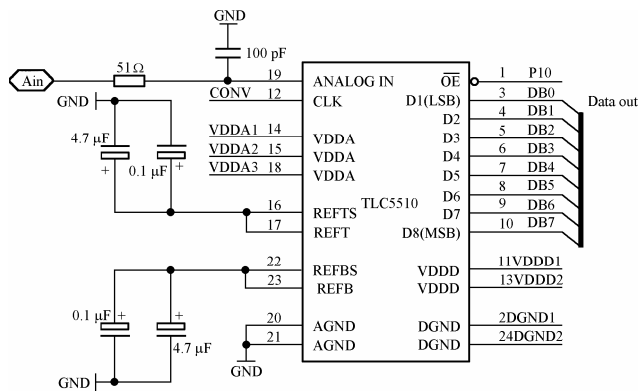 GND
100 pF
Ain
51Ω
19 ANALOG IN
OE 1 P10
CONV 12 CLK
D1(LSB) 3 DB0
Data out
GND
D2 4 DB1
VDDA1 14 VDDA
D3 5 DB2
4.7 μF
VDDA2 15 VDDA
D4 6 DB3
0.1 μF
VDDA3 18 VDDA
D5 7 DB4
+ +
D6 8 DB5
TLC5510
16 REFTS
D7 9 DB6
17 REFT
D8(MSB) 10 DB7
22 REFBS
VDDD 11VDDD1
23 REFB
VDDD 13VDDD2
0.1 μF + +
20 AGND
DGND 2DGND1
4.7 μF
21 AGND
DGND 24DGND2
GND
GND